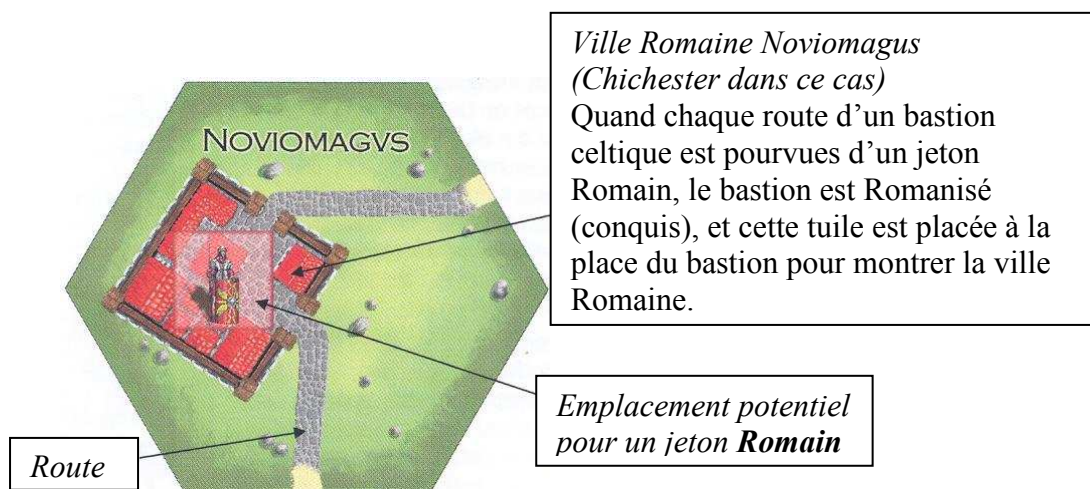 Ville Romaine Noviomagus
(Chichester dans ce cas)
Quand chaque route d’un bastion
celtique est pourvues d’un jeton
Romain, le bastion est Romanisé
(conquis), et cette tuile est placée à la
place du bastion pour montrer la ville
Romaine.
NOVIOMAGVS
Emplacement potentiel
pour un jeton Romain
Route